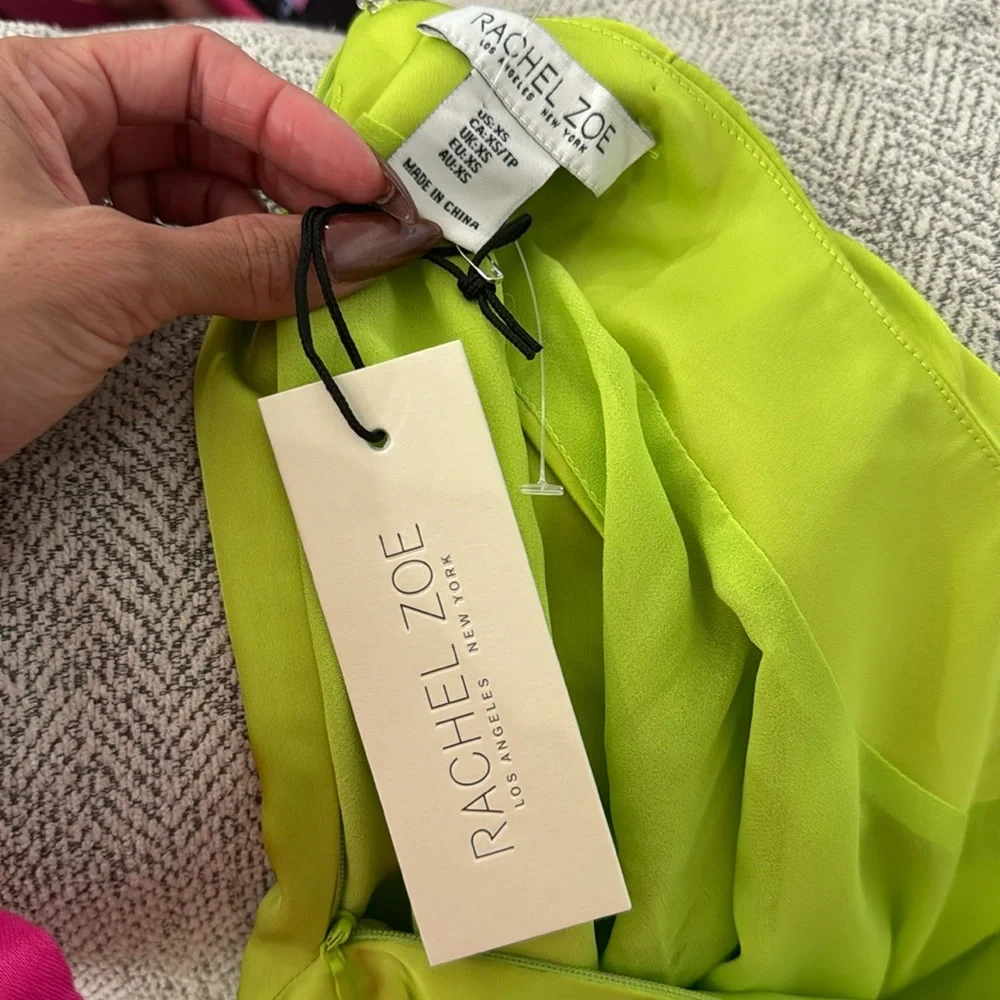 RACHEL ZOE
LOS ANGELES NEW YORK
US:XS
CA:XS/TP
UK:XS
EU:XS
AU:XS
MADE IN CHINA
RACHEL ZOE
LOS ANGELES NEW YORK